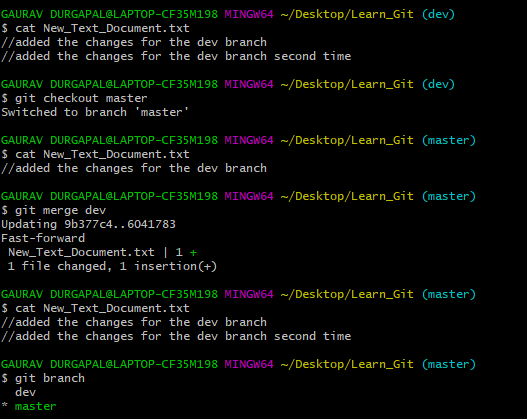 GAURAV DURGAPAL@LAPTOP-CF35M198 MINGW64 ~/Desktop/Learn_Git (dev)
$ cat New_Text_Document.txt
//added the changes for the dev branch
//added the changes for the dev branch second time
GAURAV DURGAPAL@LAPTOP-CF35M198 MINGW64 ~/Desktop/Learn_Git (dev)
$ git checkout master
Switched to branch 'master'
GAURAV DURGAPAL@LAPTOP-CF35M198 MINGW64 ~/Desktop/Learn_Git (master)
$ cat New_Text_Document.txt
//added the changes for the dev branch
GAURAV DURGAPAL@LAPTOP-CF35M198 MINGW64 ~/Desktop/Learn_Git (master)
$ git merge dev
Updating 9b377c4..6041783
Fast-forward
 New_Text_Document.txt | 1 +
 1 file changed, 1 insertion(+)
GAURAV DURGAPAL@LAPTOP-CF35M198 MINGW64 ~/Desktop/Learn_Git (master)
$ cat New_Text_Document.txt
//added the changes for the dev branch
//added the changes for the dev branch second time
GAURAV DURGAPAL@LAPTOP-CF35M198 MINGW64 ~/Desktop/Learn_Git (master)
$ git branch
  dev
* master